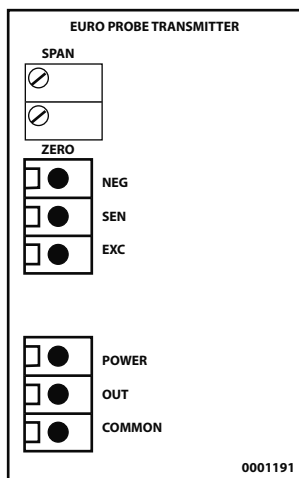 EURO PROBE TRANSMITTER
SPAN
ZERO
NEG
SEN
EXC
POWER
OUT
COMMON
0001191